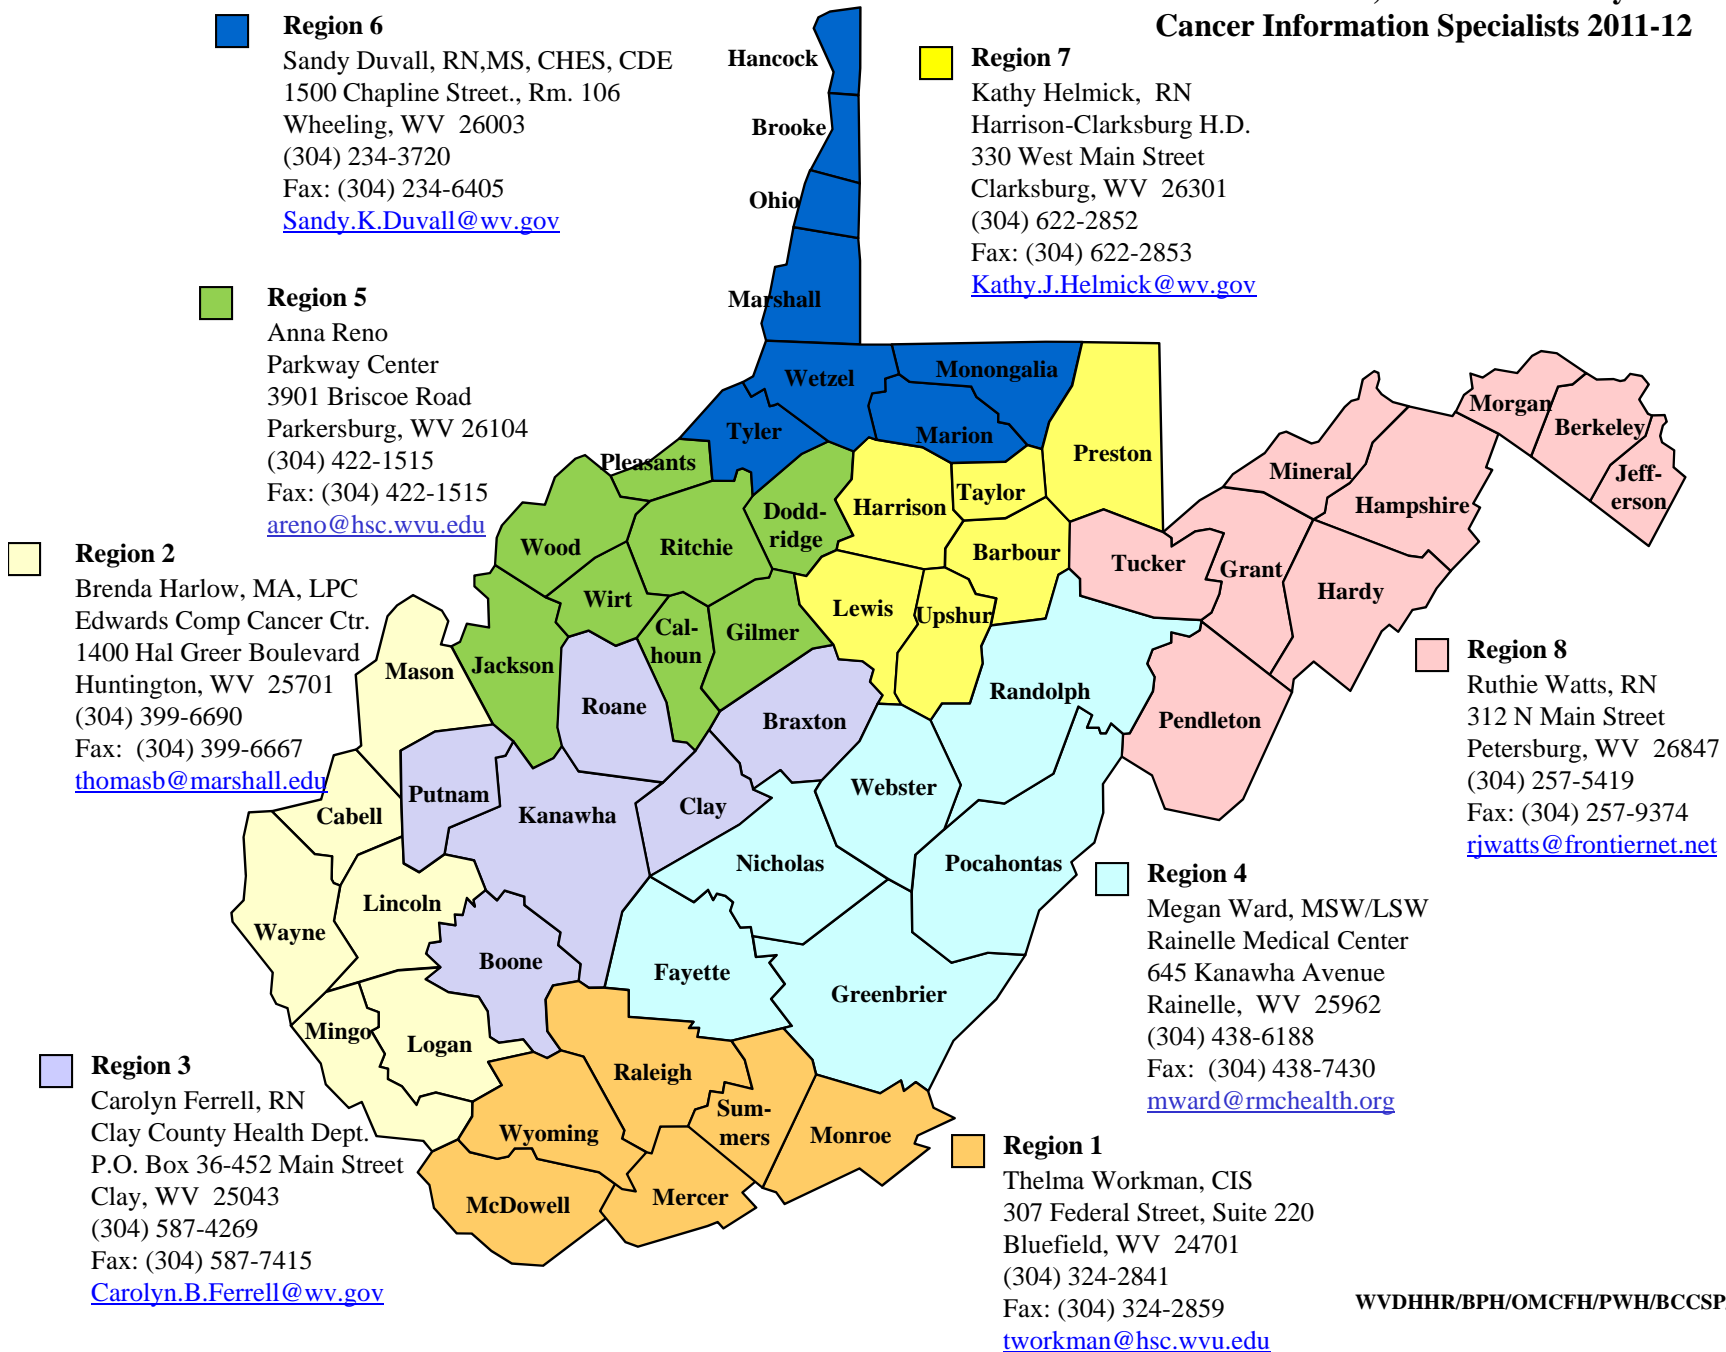 Cancer Information Specialists 2011-12
Region 6
Sandy Duvall, RN,MS, CHES, CDE
1500 Chapline Street., Rm. 106
Wheeling, WV 26003
(304) 234-3720
Fax: (304) 234-6405
Sandy.K.Duvall@wv.gov
Region 7
Kathy Helmick, RN
Harrison-Clarksburg H.D.
330 West Main Street
Clarksburg, WV 26301
(304) 622-2852
Fax: (304) 622-2853
Kathy.J.Helmick@wv.gov
Region 5
Anna Reno
Parkway Center
3901 Briscoe Road
Parkersburg, WV 26104
(304) 422-1515
Fax: (304) 422-1515
areno@hsc.wvu.edu
Region 2
Brenda Harlow, MA, LPC
Edwards Comp Cancer Ctr.
1400 Hal Greer Boulevard
Huntington, WV 25701
(304) 399-6690
Fax: (304) 399-6667
thomasb@marshall.edu
Region 8
Ruthie Watts, RN
312 N Main Street
Petersburg, WV 26847
(304) 257-5419
Fax: (304) 257-9374
rjwatts@frontiernet.net
Region 4
Megan Ward, MSW/LSW
Rainelle Medical Center
645 Kanawha Avenue
Rainelle, WV 25962
(304) 438-6188
Fax: (304) 438-7430
mward@rmchealth.org
Region 3
Carolyn Ferrell, RN
Clay County Health Dept.
P.O. Box 36-452 Main Street
Clay, WV 25043
(304) 587-4269
Fax: (304) 587-7415
Carolyn.B.Ferrell@wv.gov
Region 1
Thelma Workman, CIS
307 Federal Street, Suite 220
Bluefield, WV 24701
(304) 324-2841
Fax: (304) 324-2859
tworkman@hsc.wvu.edu
Hancock
Brooke
Ohio
Marshall
Wetzel
Monongalia
Tyler
Marion
Pleasants
Preston
Morgan
Berkeley
Jeff-
erson
Mineral
Hampshire
Harrison
Taylor
Dodd-
ridge
Wood
Ritchie
Barbour
Tucker
Grant
Hardy
Wirt
Cal-
houn
Gilmer
Lewis
Upshur
Mason
Jackson
Roane
Braxton
Randolph
Pendleton
Cabell
Putnam
Kanawha
Clay
Webster
Nicholas
Pocahontas
Lincoln
Wayne
Boone
Fayette
Greenbrier
Mingo
Logan
Raleigh
Sum-
mers
Wyoming
Monroe
McDowell
Mercer
WVDHHR/BPH/OMCFH/PWH/BCCSP